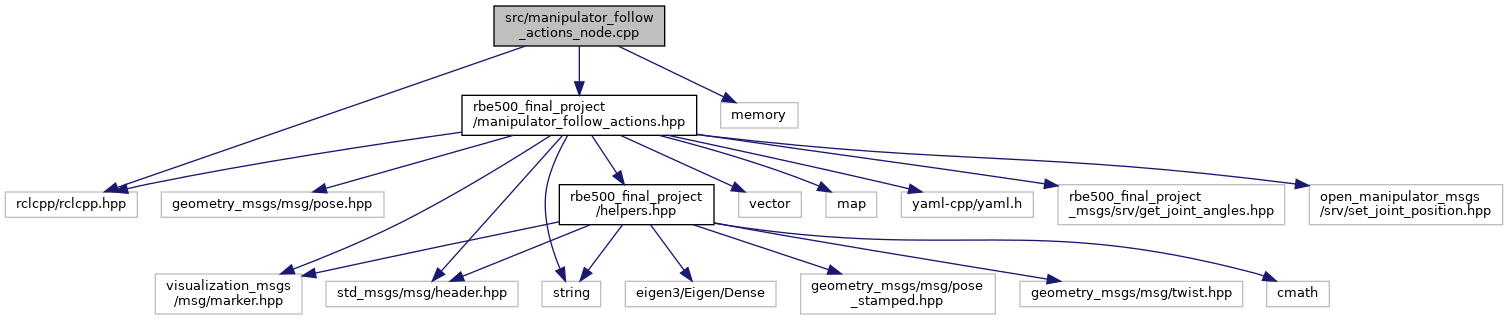 src/manipulator_follow
_actions_node.cpp
rbe500_final_project
/manipulator_follow_actions.hpp
memory
rclcpp/rclcpp.hpp
geometry_msgs/msg/pose.hpp
rbe500_final_project
/helpers.hpp
vector
map
yaml-cpp/yaml.h
rbe500_final_project
_msgs/srv/get_joint_angles.hpp
open_manipulator_msgs
/srv/set_joint_position.hpp
visualization_msgs
/msg/marker.hpp
std_msgs/msg/header.hpp
string
eigen3/Eigen/Dense
geometry_msgs/msg/pose
_stamped.hpp
geometry_msgs/msg/twist.hpp
cmath